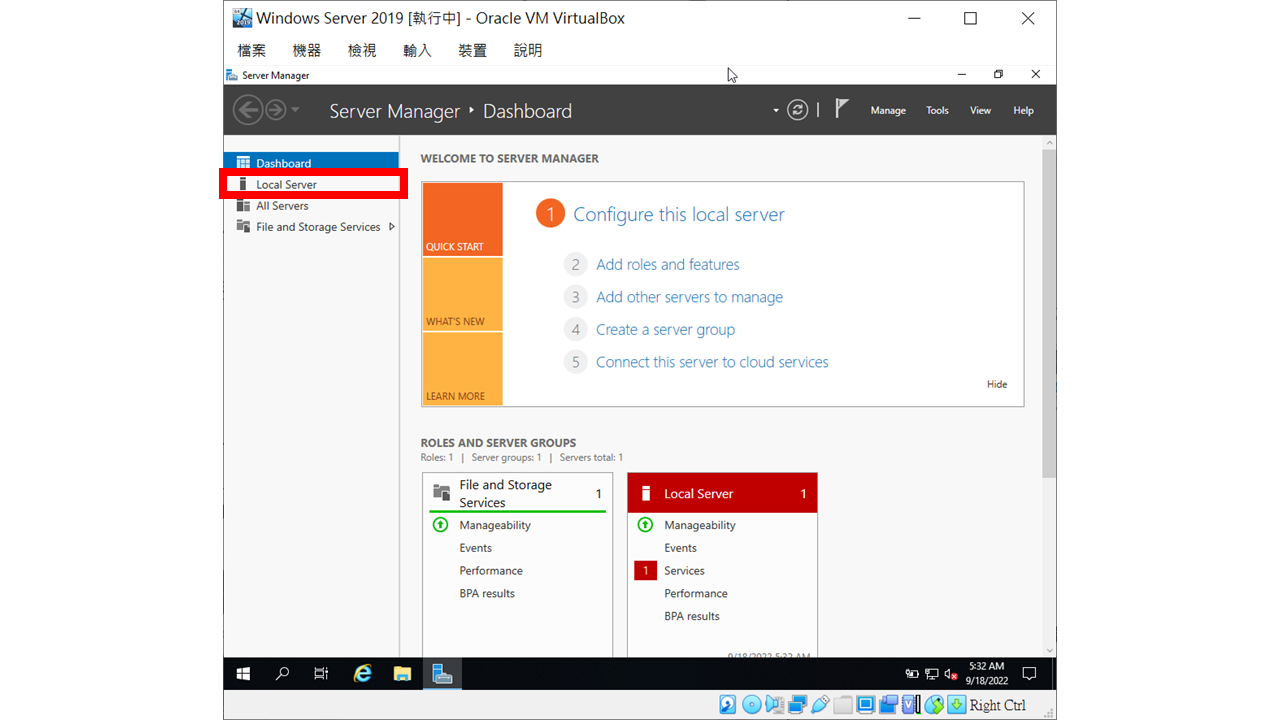 Windows Server 2019 [執行中] - Oracle VM VirtualBox
檔案 機器 檢視 輸入 裝置 說明
Server Manager
Server Manager ‣ Dashboard
Manage Tools View Help
Dashboard
Local Server
All Servers
File and Storage Services
WELCOME TO SERVER MANAGER
QUICK START
WHAT'S NEW
LEARN MORE
1 Configure this local server
2 Add roles and features
3 Add other servers to manage
4 Create a server group
5 Connect this server to cloud services
Hide
ROLES AND SERVER GROUPS
Roles: 1 | Server groups: 1 | Servers total: 1
File and Storage
Services
1
Manageability
Events
Performance
BPA results
Local Server 1
Manageability
Events
1 Services
Performance
BPA results
9/18/2022 5:32 AM
5:32 AM
9/18/2022
Right Ctrl